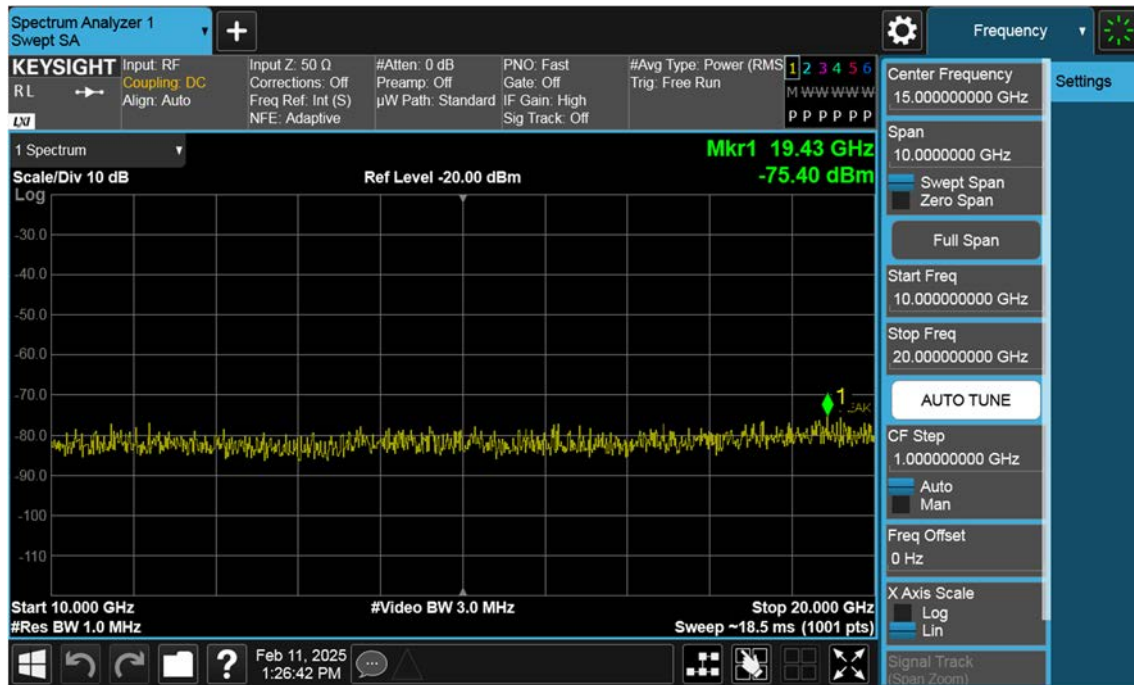 Spectrum Analyzer 1
Swept SA
Frequency
KEYSIGHT
RL
LXI
Input: RF
Coupling: DC
Align: Auto
Input Z: 50 Ω
Corrections: Off
Freq Ref: Int (S)
NFE: Adaptive
#Atten: 0 dB
Preamp: Off
µW Path: Standard
PNO: Fast
Gate: Off
IF Gain: High
Sig Track: Off
#Avg Type: Power (RMS
Trig: Free Run
1 2 3 4 5 6
M W W W W W
P P P P P P
1 Spectrum
Mkr1 19.43 GHz
Scale/Div 10 dB
Ref Level -20.00 dBm
-75.40 dBm
Log
-30.0
-40.0
-50.0
-60.0
-70.0
-80.0
-90.0
-100
-110
1
Start 10.000 GHz
#Video BW 3.0 MHz
Stop 20.000 GHz
#Res BW 1.0 MHz
Sweep ~18.5 ms (1001 pts)
Center Frequency
15.000000000 GHz
Settings
Span
10.0000000 GHz
Swept Span
Zero Span
Full Span
Start Freq
10.000000000 GHz
Stop Freq
20.000000000 GHz
AUTO TUNE
CF Step
1.000000000 GHz
Auto
Man
Freq Offset
0 Hz
X Axis Scale
Log
Lin
Signal Track
(Span Zoom)
?
Feb 11, 2025
1:26:42 PM